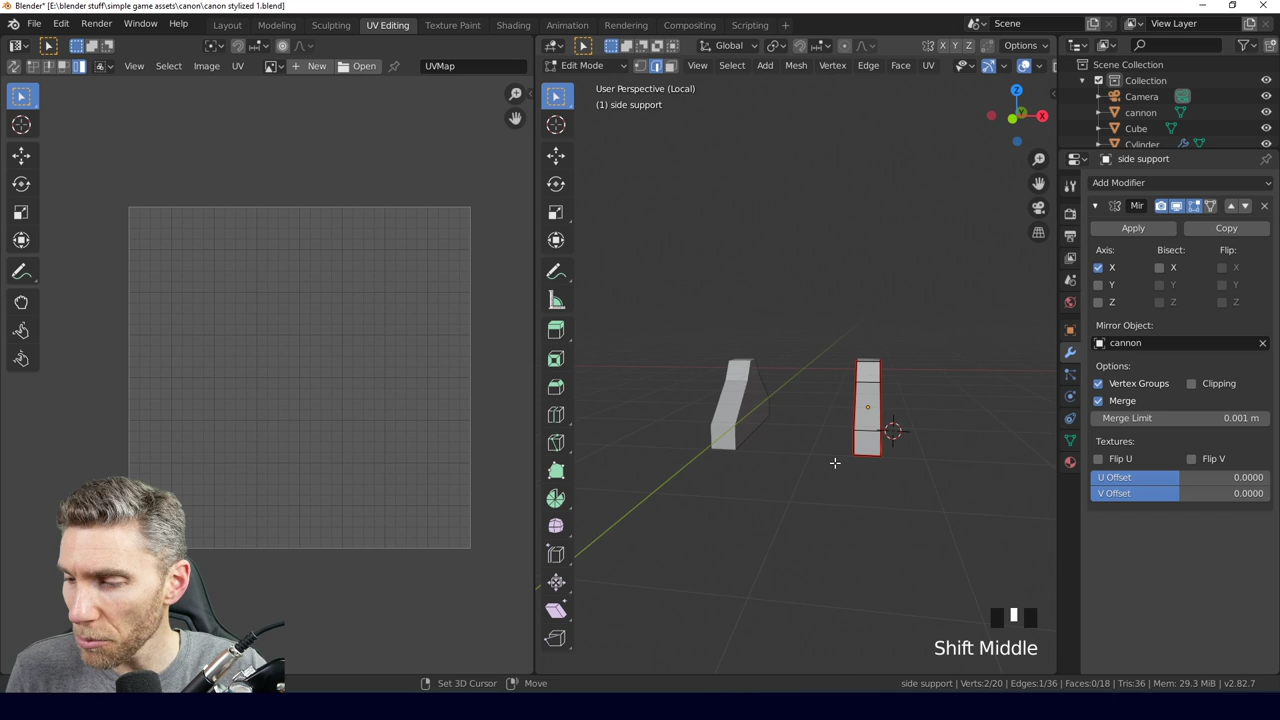 Blender* [E:\blender stuff\simple game assets\canon\canon stylized 1.blend]
File Edit Render Window Help
Layout Modeling Sculpting UV Editing Texture Paint Shading Animation Rendering Compositing Scripting +
Scene View Layer
Global Options
X Y Z
View Select Image UV + New Open UVMap
Edit Mode View Select Add Mesh Vertex Edge Face UV
User Perspective (Local)
(1) side support
Z
Y
X
Scene Collection
Collection
Camera
cannon
Cube
Cylinder
side support
Add Modifier
Mir
Apply Copy
Axis: Bisect: Flip:
X X X
Y Y Y
Z Z Z
Mirror Object:
cannon
Options:
Vertex Groups Clipping
Merge
Merge Limit 0.001 m
Textures:
Flip U Flip V
U Offset 0.0000
V Offset 0.0000
Shift Middle
Set 3D Cursor Move
side support | Verts:2/20 | Edges:1/36 | Faces:0/18 | Tris:36 | Mem: 29.3 MiB | v2.82.7